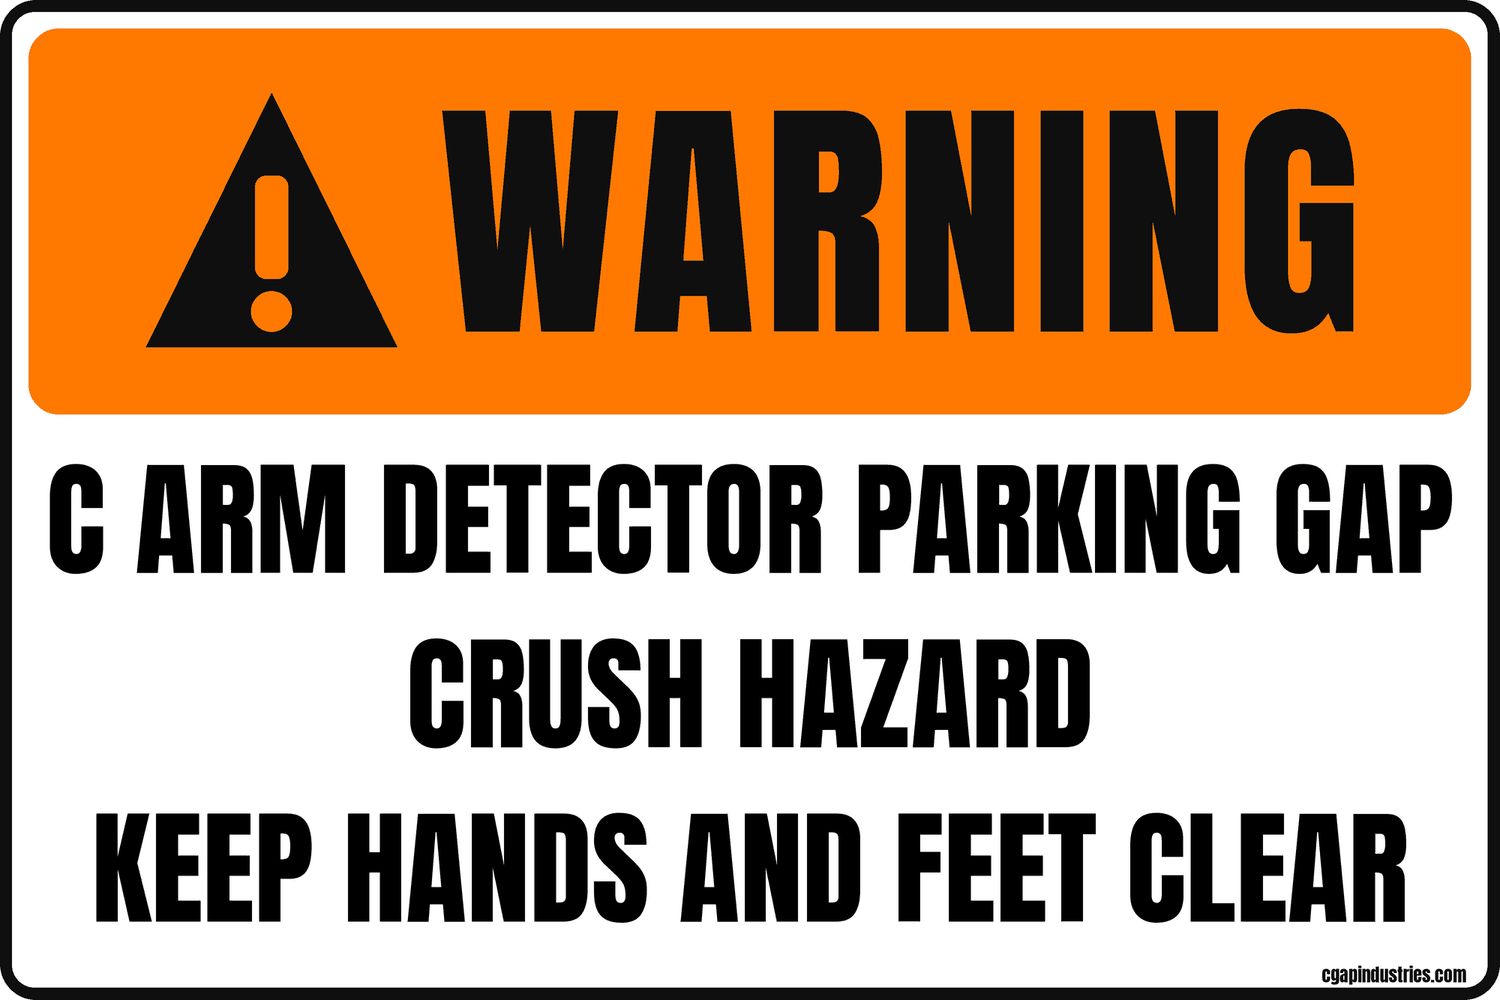 WARNING
C ARM DETECTOR PARKING GAP
CRUSH HAZARD
KEEP HANDS AND FEET CLEAR
cgapindustries.com